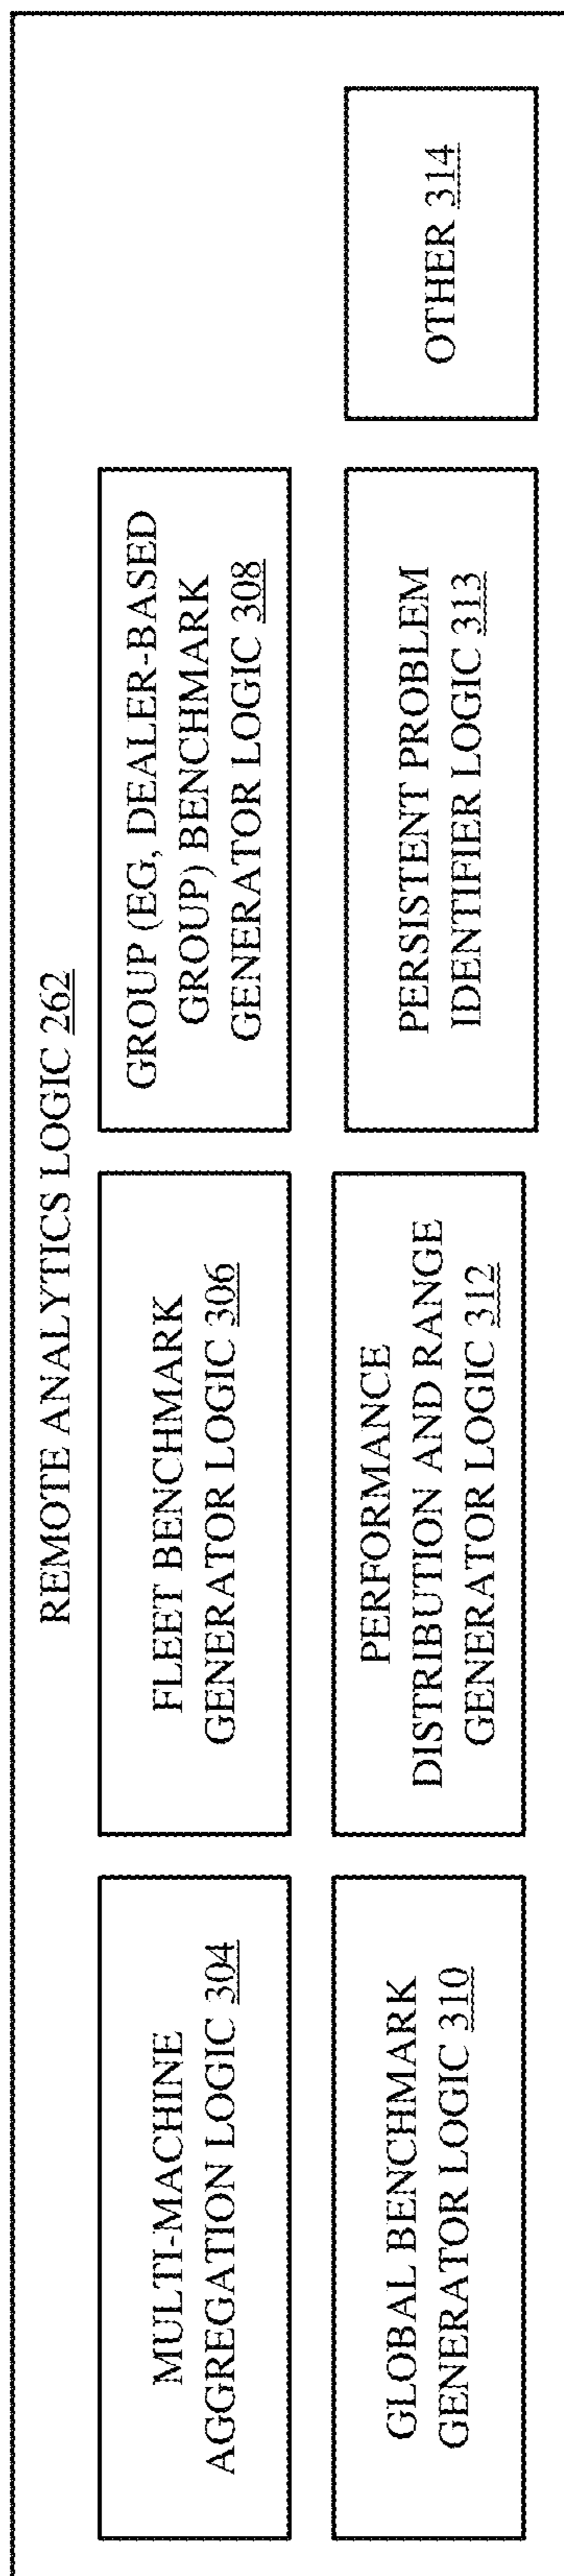 REMOTE ANALYTICS LOGIC 262
MULTI-MACHINE
AGGREGATION LOGIC 304
FLEET BENCHMARK
GENERATOR LOGIC 306
GROUP (EG, DEALER-BASED
GROUP) BENCHMARK
GENERATOR LOGIC 308
GLOBAL BENCHMARK
GENERATOR LOGIC 310
PERFORMANCE
DISTRIBUTION AND RANGE
GENERATOR LOGIC 312
PERSISTENT PROBLEM
IDENTIFIER LOGIC 313
OTHER 314